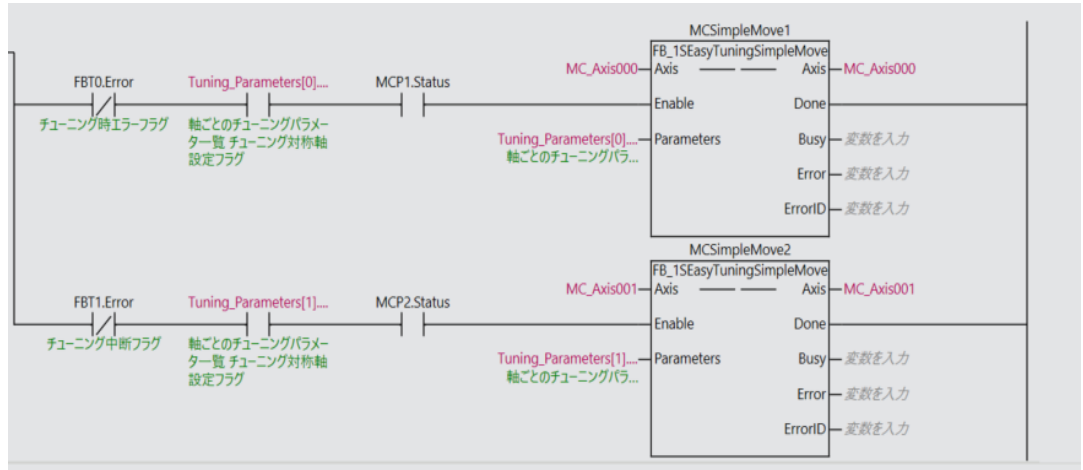 MCSimpleMove1
FB_1SEasyTuningSimpleMove
MC_Axis000 Axis Axis MC_Axis000
FBT0.Error Tuning_Parameters[0].... MCP1.Status
Enable Done
チューニング時エラーフラグ 軸ごとのチューニングパラメー
タ一覧 チューニング対称軸
設定フラグ
Tuning_Parameters[0].... Parameters Busy 変数を入力
軸ごとのチューニングパラ...
Error 変数を入力
ErrorID 変数を入力
MCSimpleMove2
FB_1SEasyTuningSimpleMove
MC_Axis001 Axis Axis MC_Axis001
FBT1.Error Tuning_Parameters[1].... MCP2.Status
Enable Done
チューニング中断フラグ 軸ごとのチューニングパラメー
タ一覧 チューニング対称軸
設定フラグ
Tuning_Parameters[1].... Parameters Busy 変数を入力
軸ごとのチューニングパラ...
Error 変数を入力
ErrorID 変数を入力